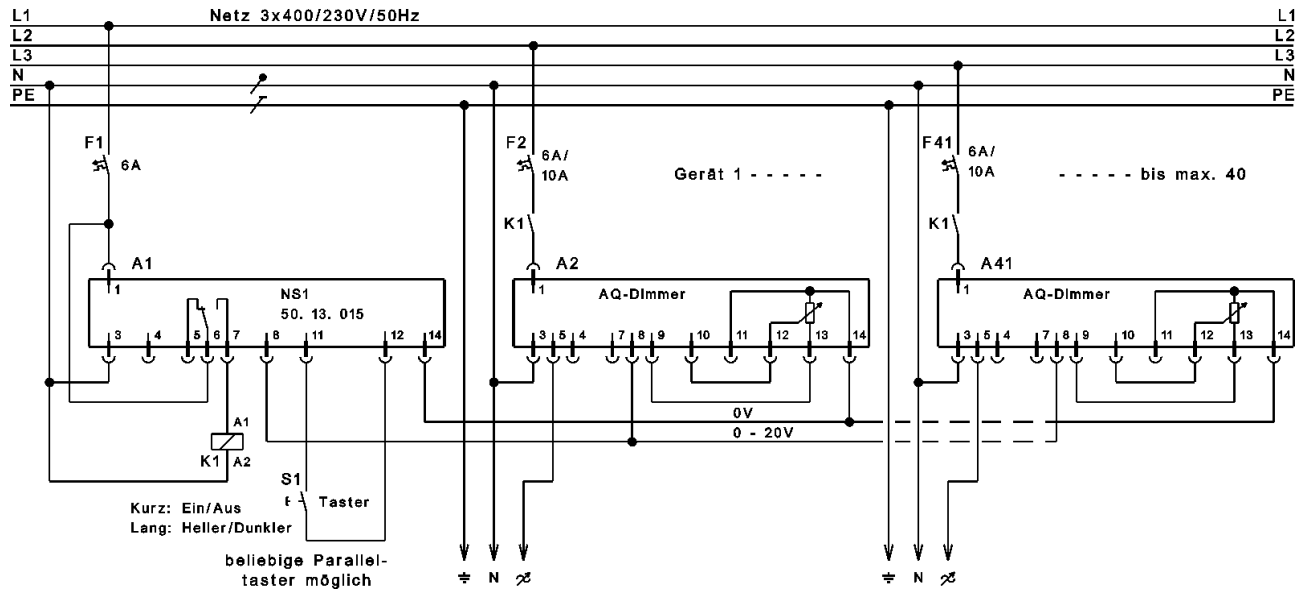 L1 Netz 3x400/230V/50Hz L1
L2 L2
L3 L3
N N
PE PE
F1 6A
F2 6A/
10A
F41 6A/
10A
Gerät 1 - - - - -
- - - - - bis max. 40
K1
K1
A1
A2
A41
1 NS1
50. 13. 015
3 4 5 6 7 8 11 12 14
1 AQ-Dimmer
3 5 4 7 8 9 10 11 12 13 14
1 AQ-Dimmer
3 5 4 7 8 9 10 11 12 13 14
0V
0 - 20V
A1
K1 A2
S1
Taster
Kurz: Ein/Aus
Lang: Heller/Dunkler
beliebige Parallel-
taster möglich
N
N